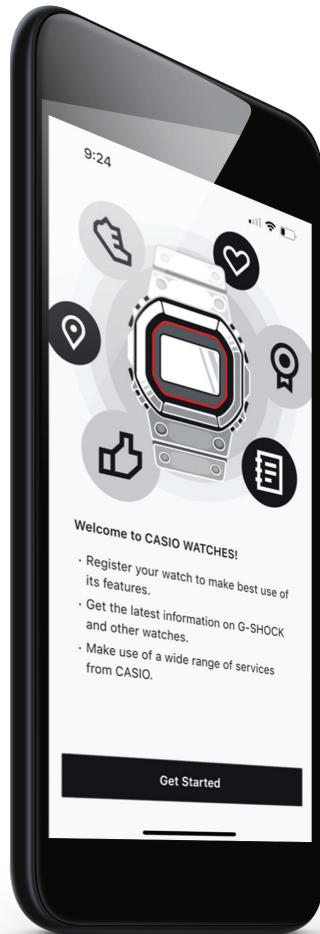 9:24
Welcome to CASIO WATCHES!
· Register your watch to make best use of
its features.
· Get the latest information on G-SHOCK
and other watches.
· Make use of a wide range of services
from CASIO.
Get Started